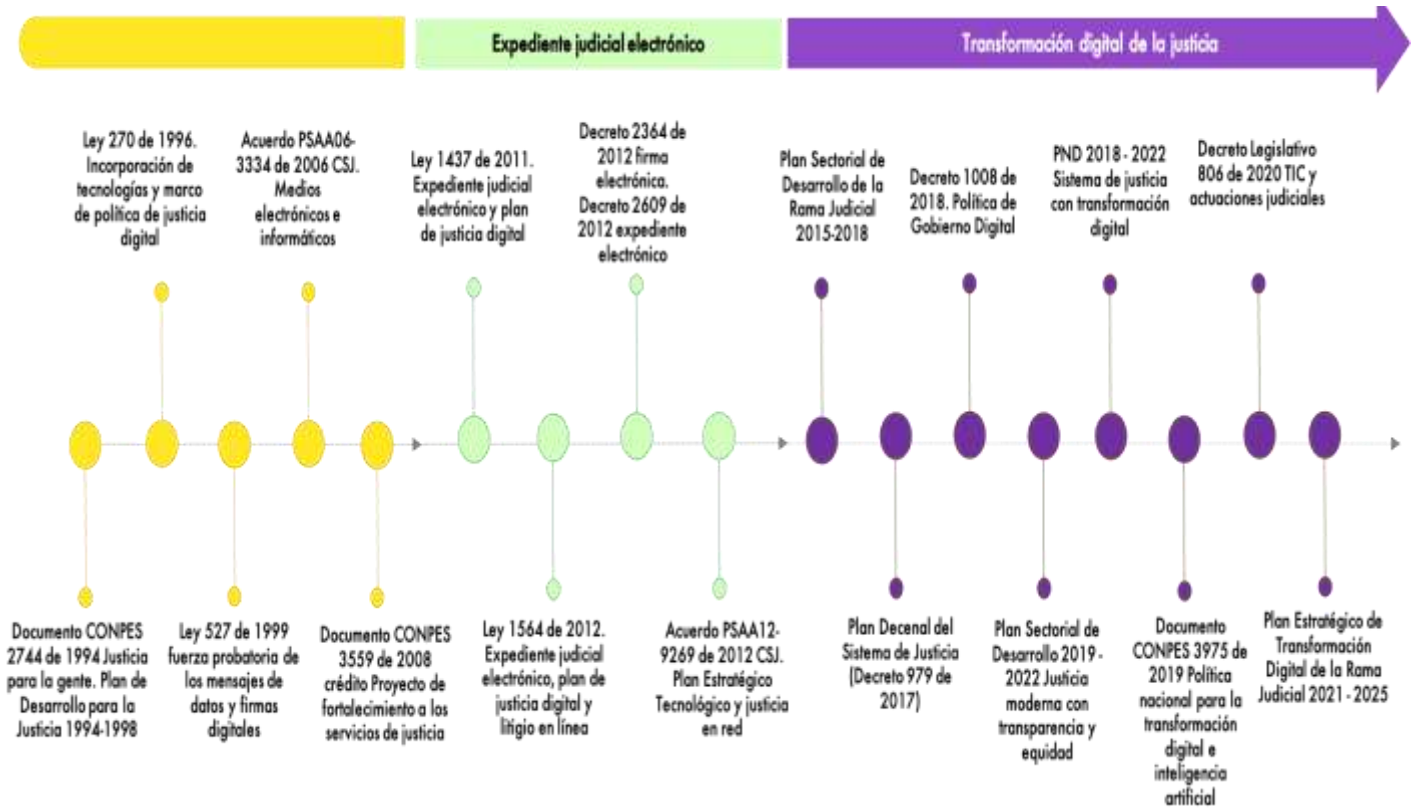 Expediente judicial electrónico
Transformación digital de la justicia
Ley 270 de 1996.
Incorporación de
tecnologías y marco
de política de justicia
digital
Acuerdo PSAA06-
3334 de 2006 CSJ.
Medios
electrónicos e
informáticos
Ley 1437 de 2011.
Expediente judicial
electrónico y plan
de justicia digital
Decreto 2364 de
2012 firma
electrónica.
Decreto 2609 de
2012 expediente
electrónico
Plan Sectorial de
Desarrollo de la
Rama Judicial
2015-2018
Decreto 1008 de
2018. Política de
Gobierno Digital
PND 2018 - 2022
Sistema de justicia
con transformación
digital
Decreto Legislativo
806 de 2020 TIC y
actuaciones judiciales
Documento CONPES
2744 de 1994 Justicia
para la gente. Plan de
Desarrollo para la
Justicia 1994-1998
Ley 527 de 1999
fuerza probatoria de
los mensajes de
datos y firmas
digitales
Documento CONPES
3559 de 2008
crédito Proyecto de
fortalecimiento a los
servicios de justicia
Ley 1564 de 2012.
Expediente judicial
electrónico, plan de
justicia digital y
litigio en línea
Acuerdo PSAA12-
9269 de 2012 CSJ.
Plan Estratégico
Tecnológico y justicia
en red
Plan Decenal del
Sistema de Justicia
(Decreto 979 de
2017)
Plan Sectorial de
Desarrollo 2019 -
2022 Justicia
moderna con
transparencia y
equidad
Documento
CONPES 3975 de
2019 Política
nacional para la
transformación
digital e
inteligencia
artificial
Plan Estratégico de
Transformación
Digital de la Rama
Judicial 2021 - 2025